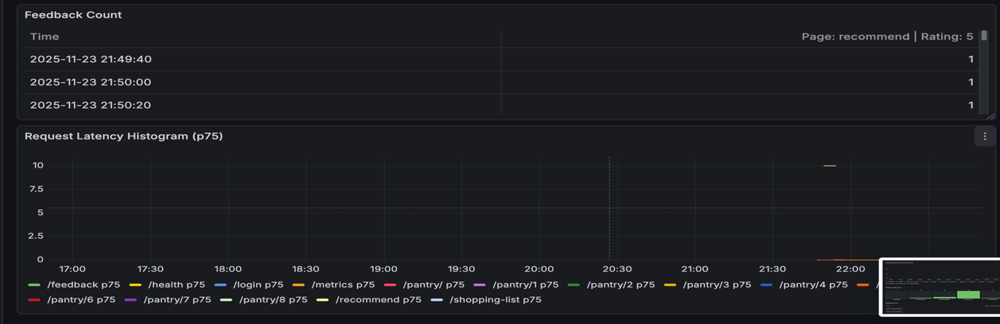 Feedback Count
Time Page: recommend | Rating: 5
2025-11-23 21:49:40 1
2025-11-23 21:50:00 1
2025-11-23 21:50:20 1
Request Latency Histogram (p75)
10
7.5
5
2.5
0
17:00 17:30 18:00 18:30 19:00 19:30 20:00 20:30 21:00 21:30 22:00
/feedback p75 /health p75 /login p75 /metrics p75 /pantry/ p75 /pantry/1 p75 /pantry/2 p75 /pantry/3 p75 /pantry/4 p75 /
/pantry/6 p75 /pantry/7 p75 /pantry/8 p75 /recommend p75 /shopping-list p75